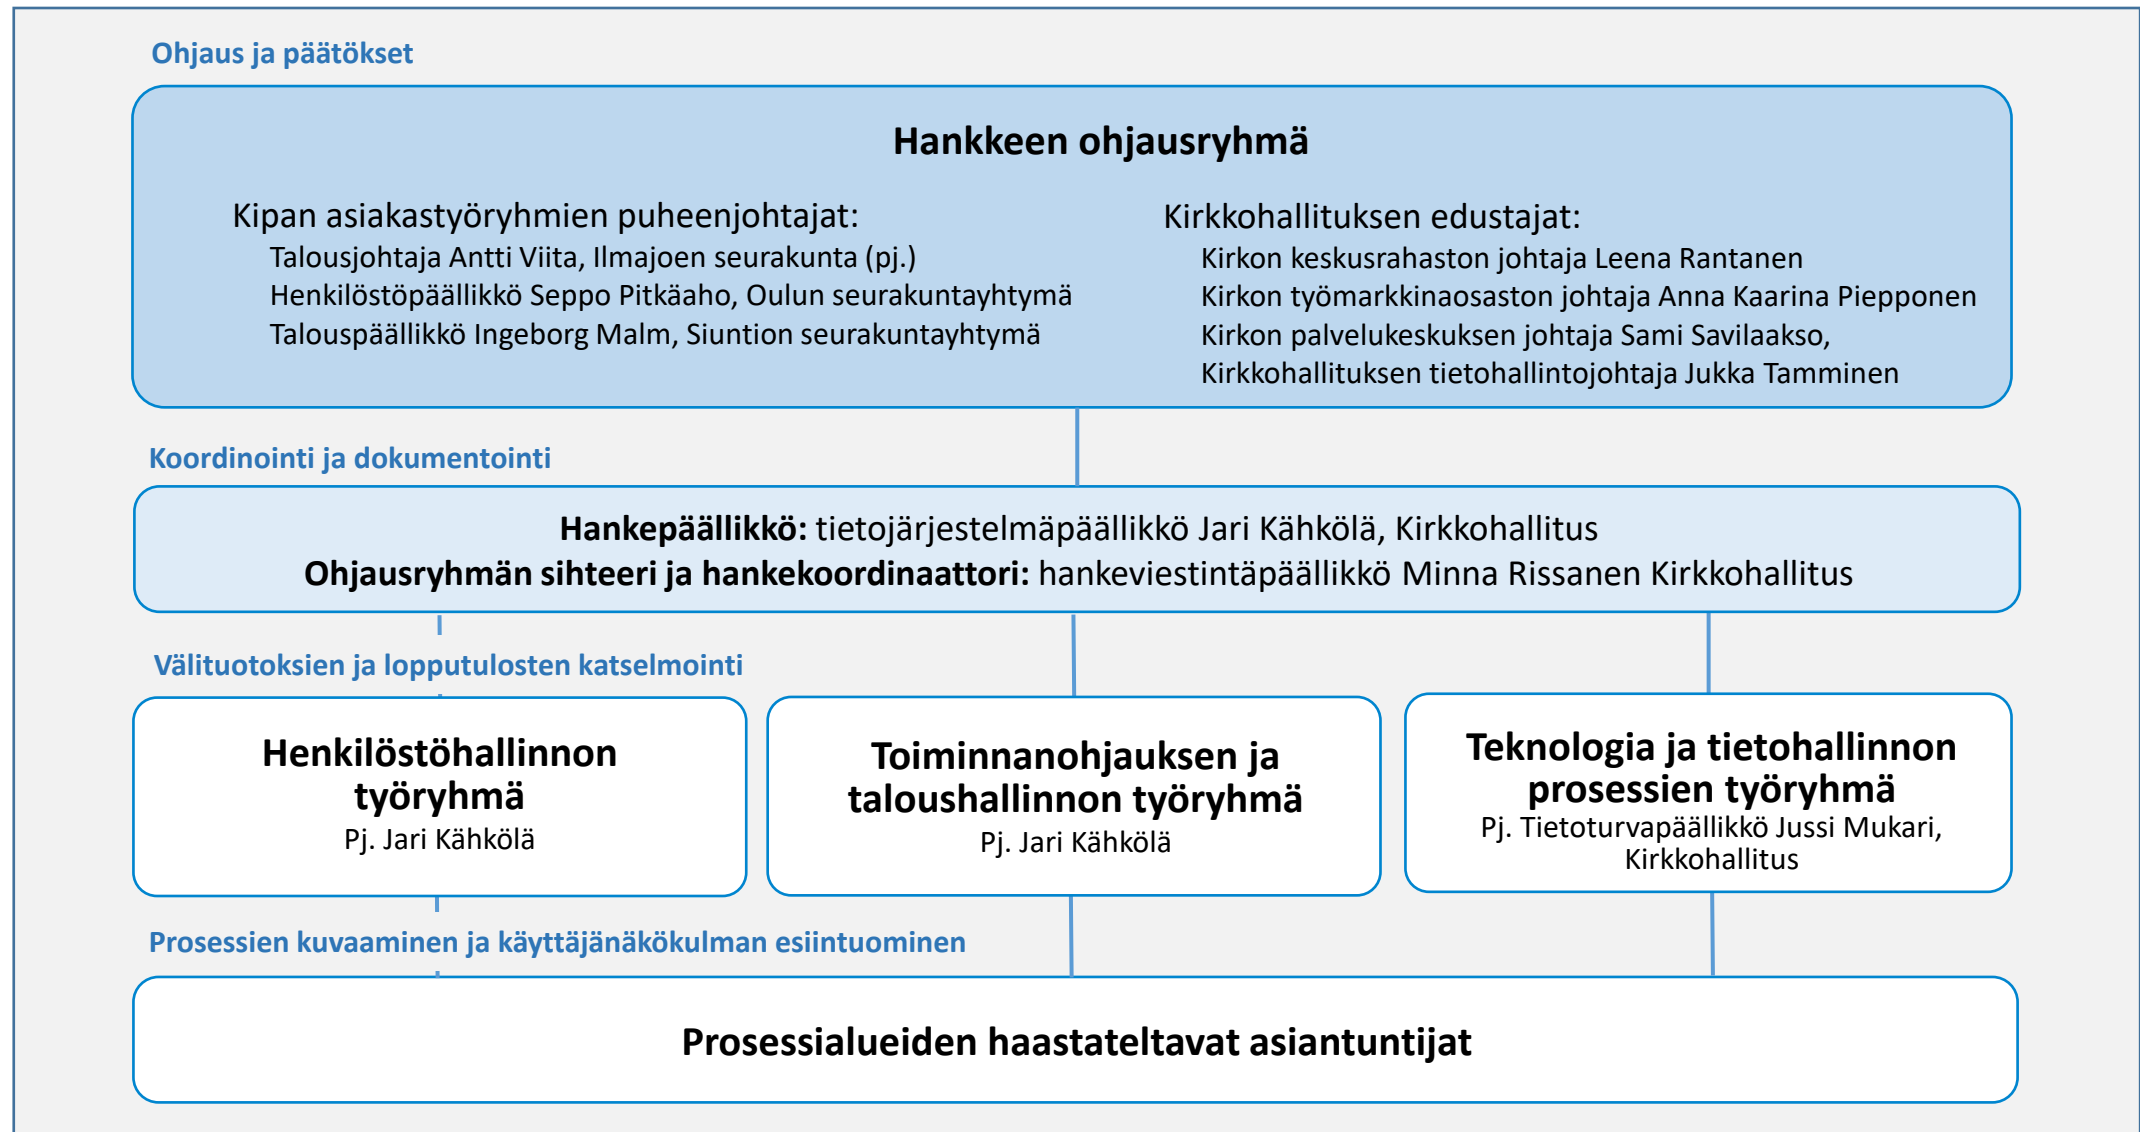 Ohjaus ja päätökset
Hankkeen ohjausryhmä
Kipan asiakastyöryhmien puheenjohtajat:
Talousjohtaja Antti Viita, Ilmajoen seurakunta (pj.)
Henkilöstöpäällikkö Seppo Pitkäaho, Oulun seurakuntayhtymä
Talouspäällikkö Ingeborg Malm, Siuntion seurakuntayhtymä
Kirkkohallituksen edustajat:
Kirkon keskusrahaston johtaja Leena Rantanen
Kirkon työmarkkinaosaston johtaja Anna Kaarina Piepponen
Kirkon palvelukeskuksen johtaja Sami Savilaakso,
Kirkkohallituksen tietohallintojohtaja Jukka Tamminen
Koordinointi ja dokumentointi
Hankepäällikkö: tietojärjestelmäpäällikkö Jari Kähkölä, Kirkkohallitus
Ohjausryhmän sihteeri ja hankekoordinaattori: hankeviestintäpäällikkö Minna Rissanen Kirkkohallitus
Välituotoksien ja lopputulosten katselmointi
Henkilöstöhallinnon
työryhmä
Pj. Jari Kähkölä
Toiminnanohjauksen ja
taloushallinnon työryhmä
Pj. Jari Kähkölä
Teknologia ja tietohallinnon
prosessien työryhmä
Pj. Tietoturvapäällikkö Jussi Mukari,
Kirkkohallitus
Prosessien kuvaaminen ja käyttäjänäkökulman esiintuominen
Prosessialueiden haastateltavat asiantuntijat